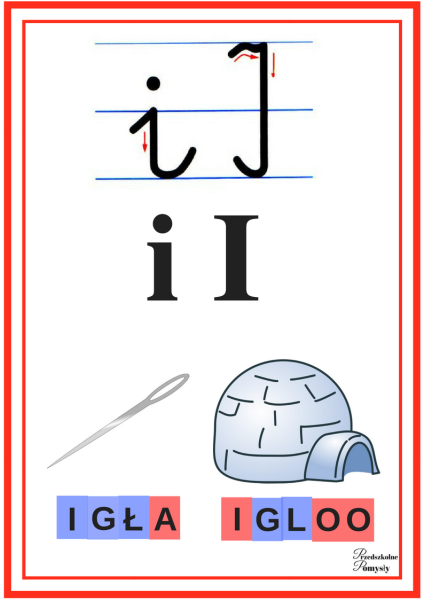 i I
i I
IGŁA IGLOO
Przedszkolne
Pomysły